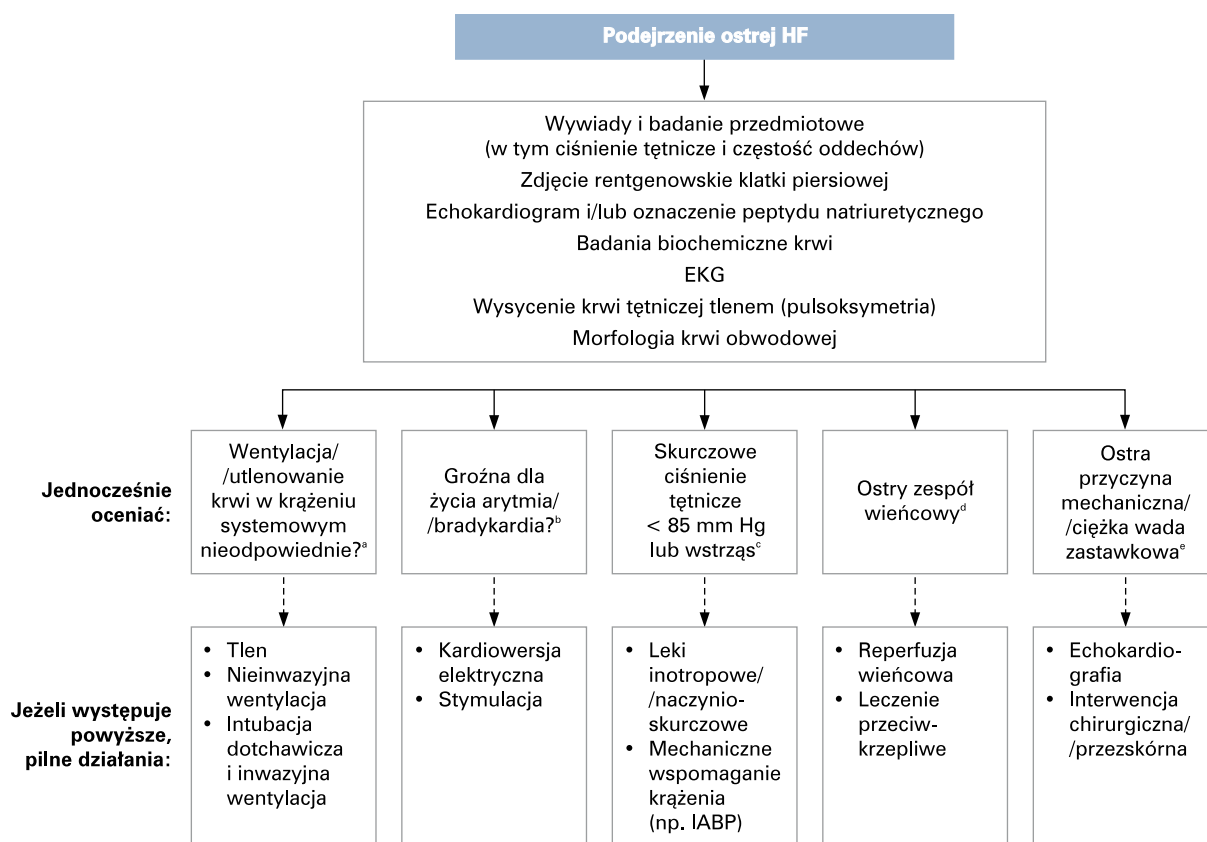 Podejrzenie ostrej HF
Wywiady i badanie przedmiotowe
(w tym ciśnienie tętnicze i częstość oddechów)
Zdjęcie rentgenowskie klatki piersiowej
Echokardiogram i/lub oznaczenie peptydu natriuretycznego
Badania biochemiczne krwi
EKG
Wysycenie krwi tętniczej tlenem (pulsoksymetria)
Morfologia krwi obwodowej
Jednocześnie
oceniać:
Wentylacja/
/utlenowanie
krwi w krążeniu
systemowym
nieodpowiednie?ᵃ
Groźna dla
życia arytmia/
/bradykardia?ᵇ
Skurczowe
ciśnienie
tętnicze
< 85 mm Hg
lub wstrząsᶜ
Ostry zespół
wieńcowyᵈ
Ostra
przyczyna
mechaniczna/
/ciężka wada
zastawkowaᵉ
Jeżeli występuje
powyższe,
pilne działania:
• Tlen
• Nieinwazyjna
wentylacja
• Intubacja
dotchawicza
i inwazyjna
wentylacja
• Kardiowersja
elektryczna
• Stymulacja
• Leki
inotropowe/
/naczynio-
skurczowe
• Mechaniczne
wspomaganie
krążenia
(np. IABP)
• Reperfuzja
wieńcowa
• Leczenie
przeciw-
krzepliwe
• Echokardio-
grafia
• Interwencja
chirurgiczna/
/przezskórna